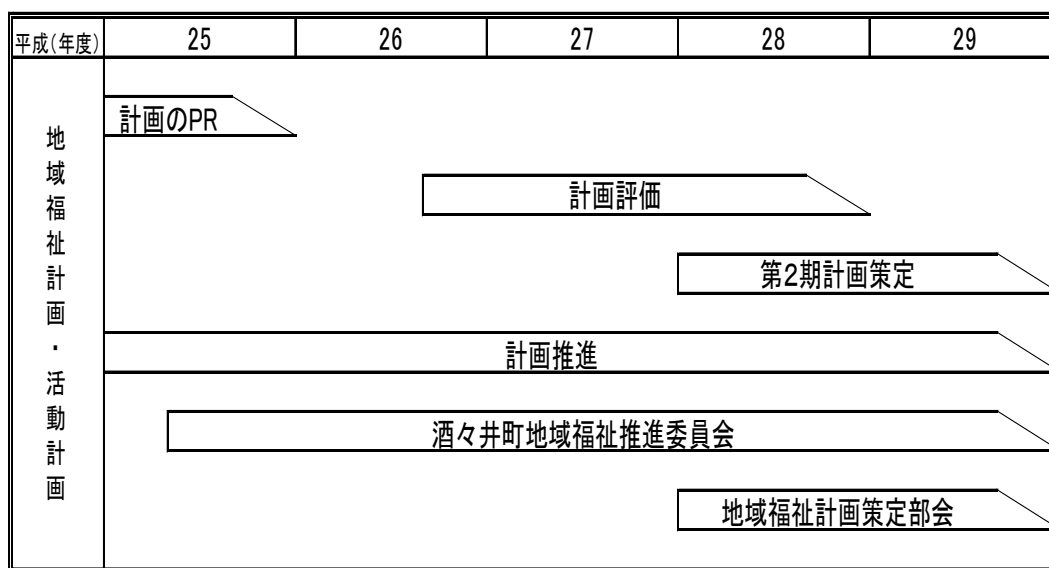 平成(年度) 25 26 27 28 29
地域福祉計画・活動計画
計画のPR
計画評価
第2期計画策定
計画推進
酒々井町地域福祉推進委員会
地域福祉計画策定部会